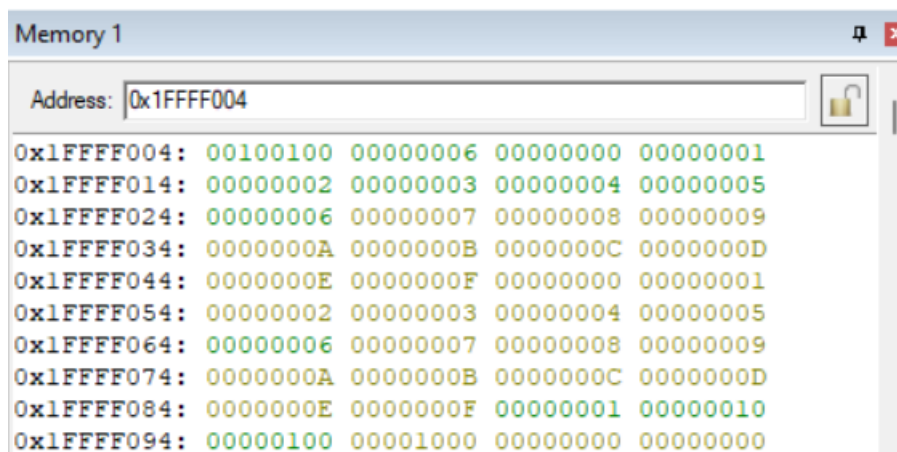 Memory 1
Address: 0x1FFFF004
0x1FFFF004: 00100100 00000006 00000000 00000001
0x1FFFF014: 00000002 00000003 00000004 00000005
0x1FFFF024: 00000006 00000007 00000008 00000009
0x1FFFF034: 0000000A 0000000B 0000000C 0000000D
0x1FFFF044: 0000000E 0000000F 00000000 00000001
0x1FFFF054: 00000002 00000003 00000004 00000005
0x1FFFF064: 00000006 00000007 00000008 00000009
0x1FFFF074: 0000000A 0000000B 0000000C 0000000D
0x1FFFF084: 0000000E 0000000F 00000001 00000010
0x1FFFF094: 00000100 00001000 00000000 00000000